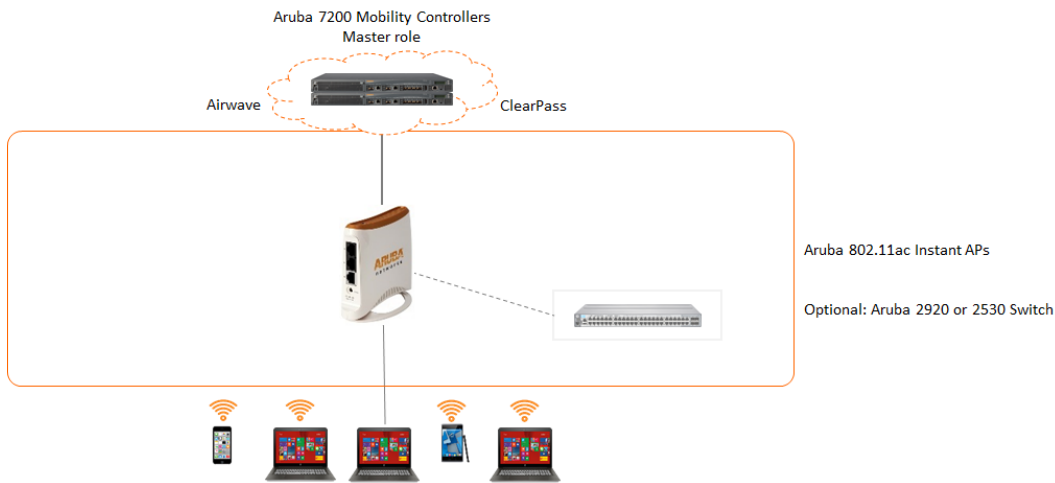 Aruba 7200 Mobility Controllers
Master role
Airwave
ClearPass
ARUBA
NETWORKS
Aruba 802.11ac Instant APs
Optional: Aruba 2920 or 2530 Switch